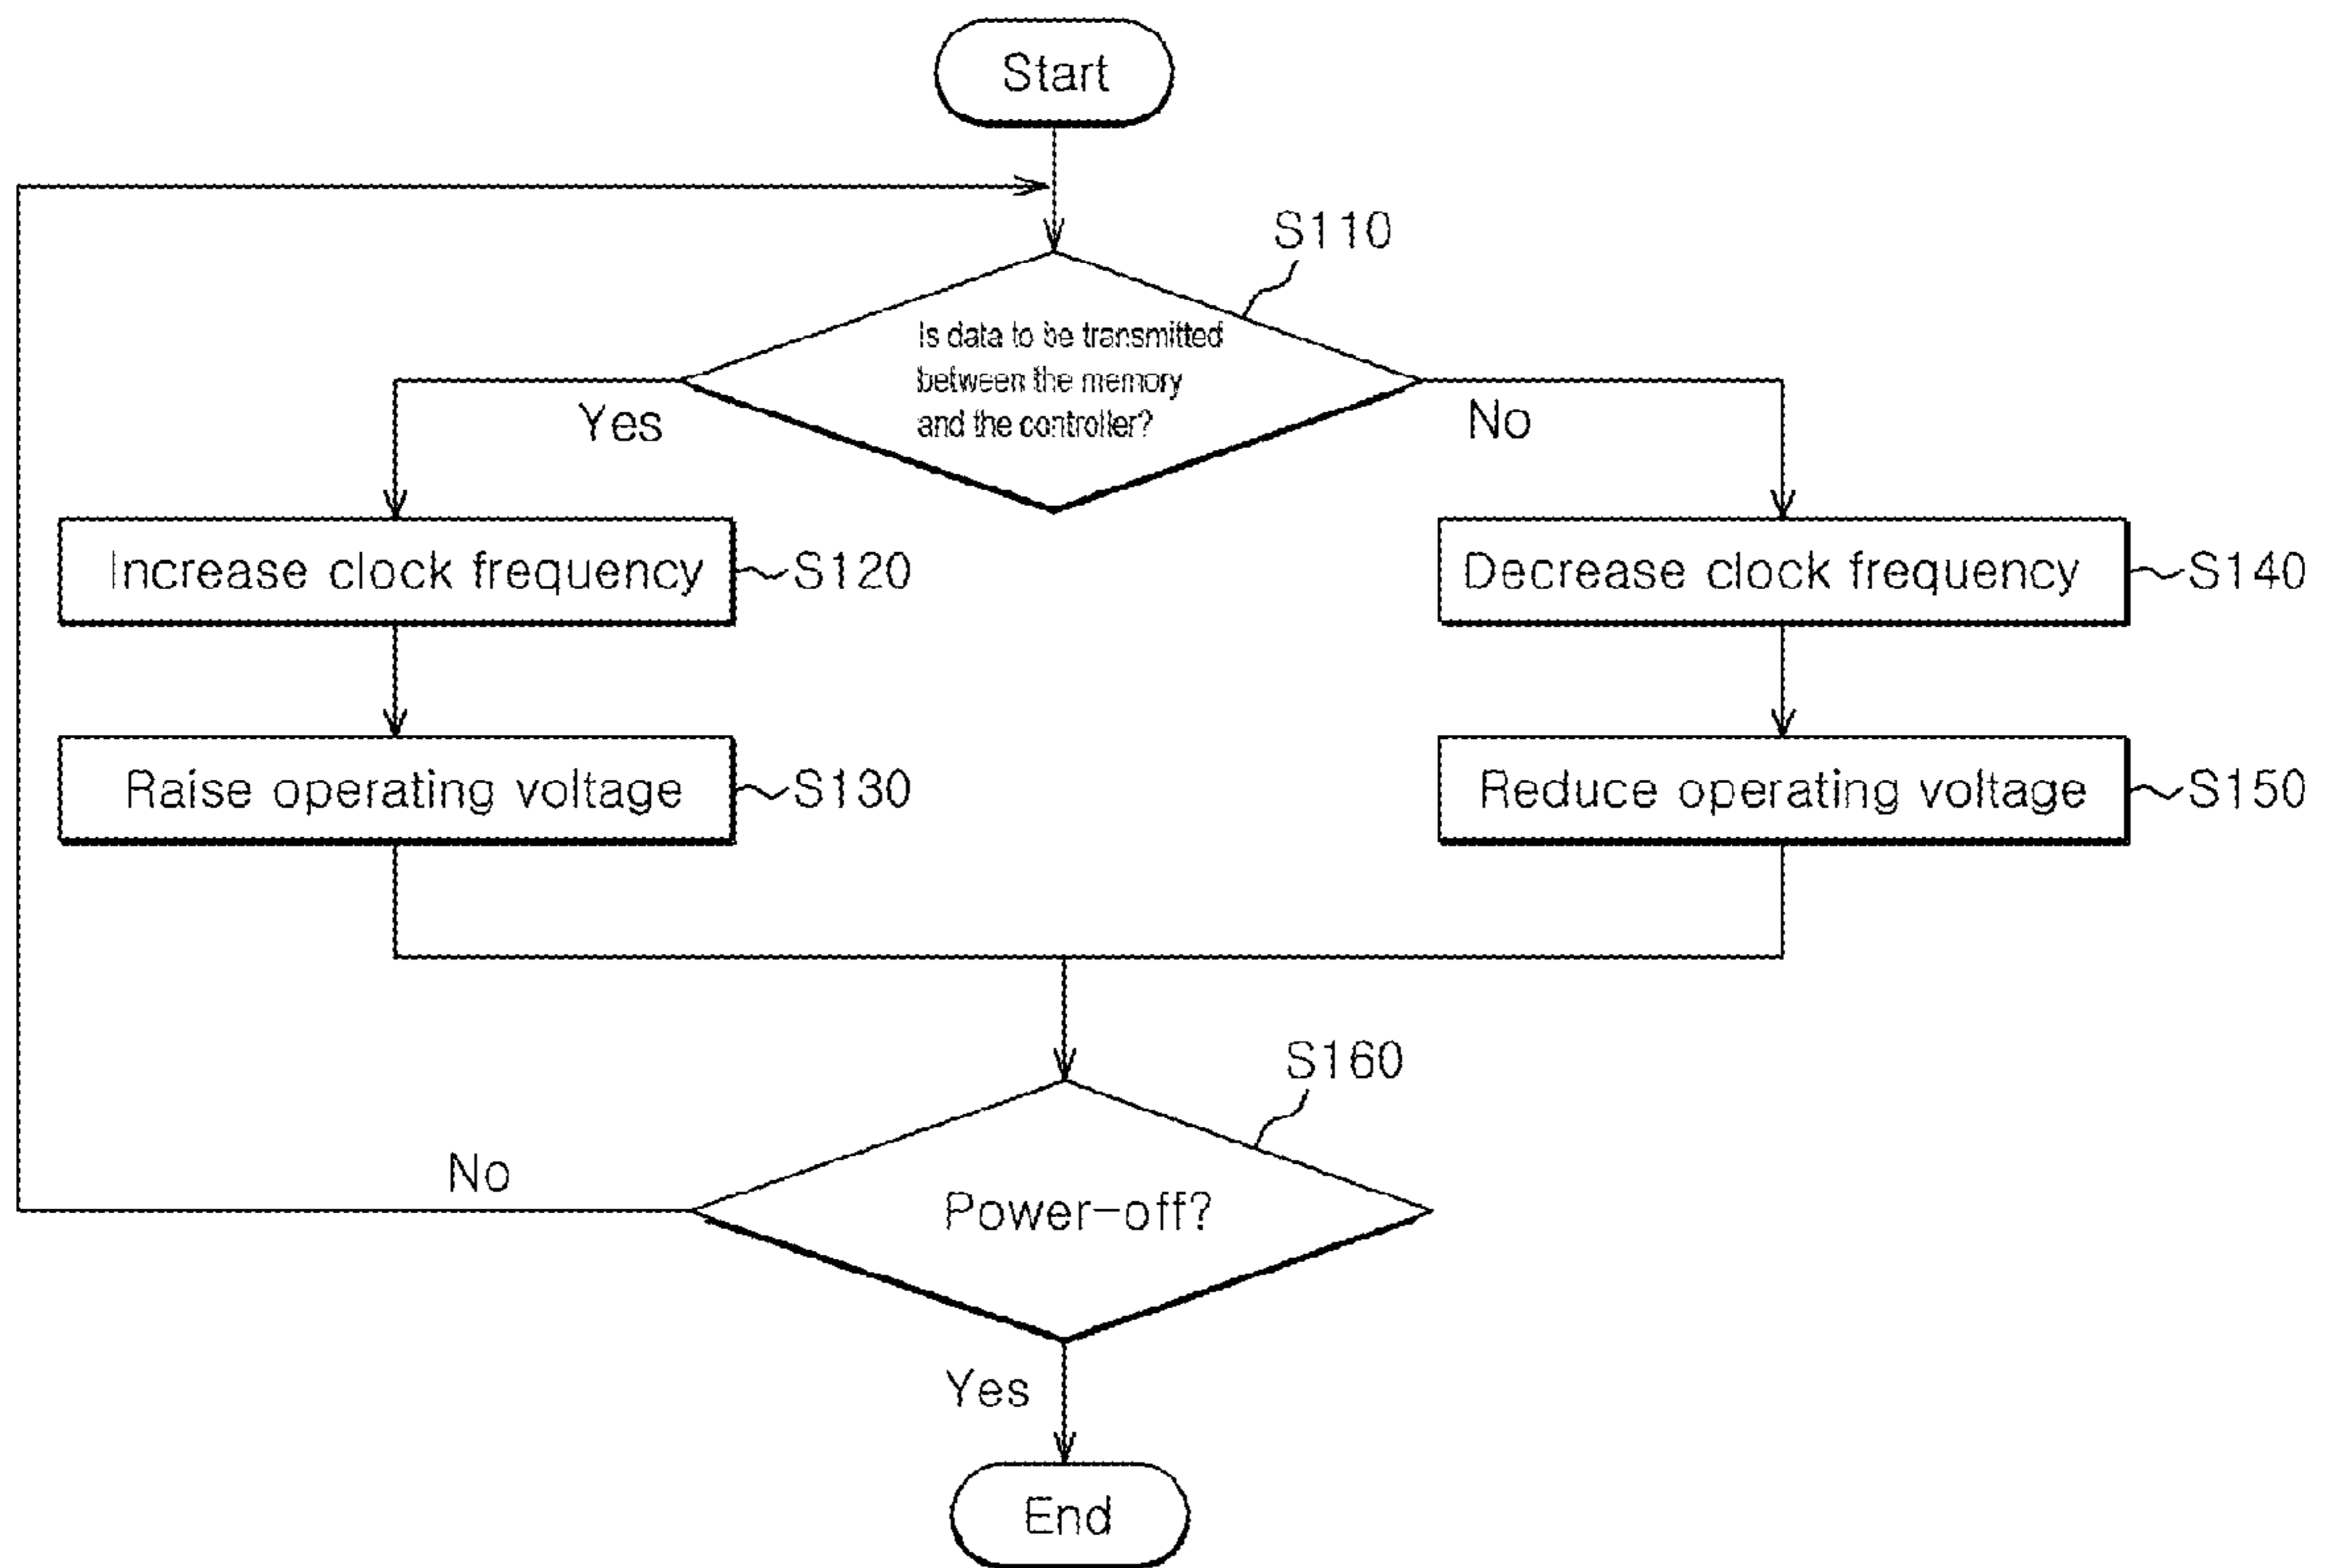 Start
S110
Is data to be transmitted
between the memory
and the controller?
Yes
No
Increase clock frequency
S120
Decrease clock frequency
S140
Raise operating voltage
S130
Reduce operating voltage
S150
S160
No
Power-off?
Yes
End